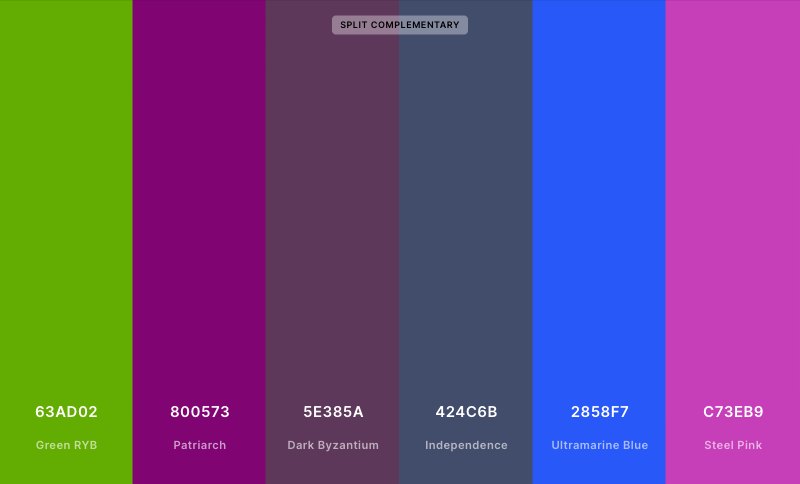 SPLIT COMPLEMENTARY
63AD02
Green RYB
800573
Patriarch
5E385A
Dark Byzantium
424C6B
Independence
2858F7
Ultramarine Blue
C73EB9
Steel Pink